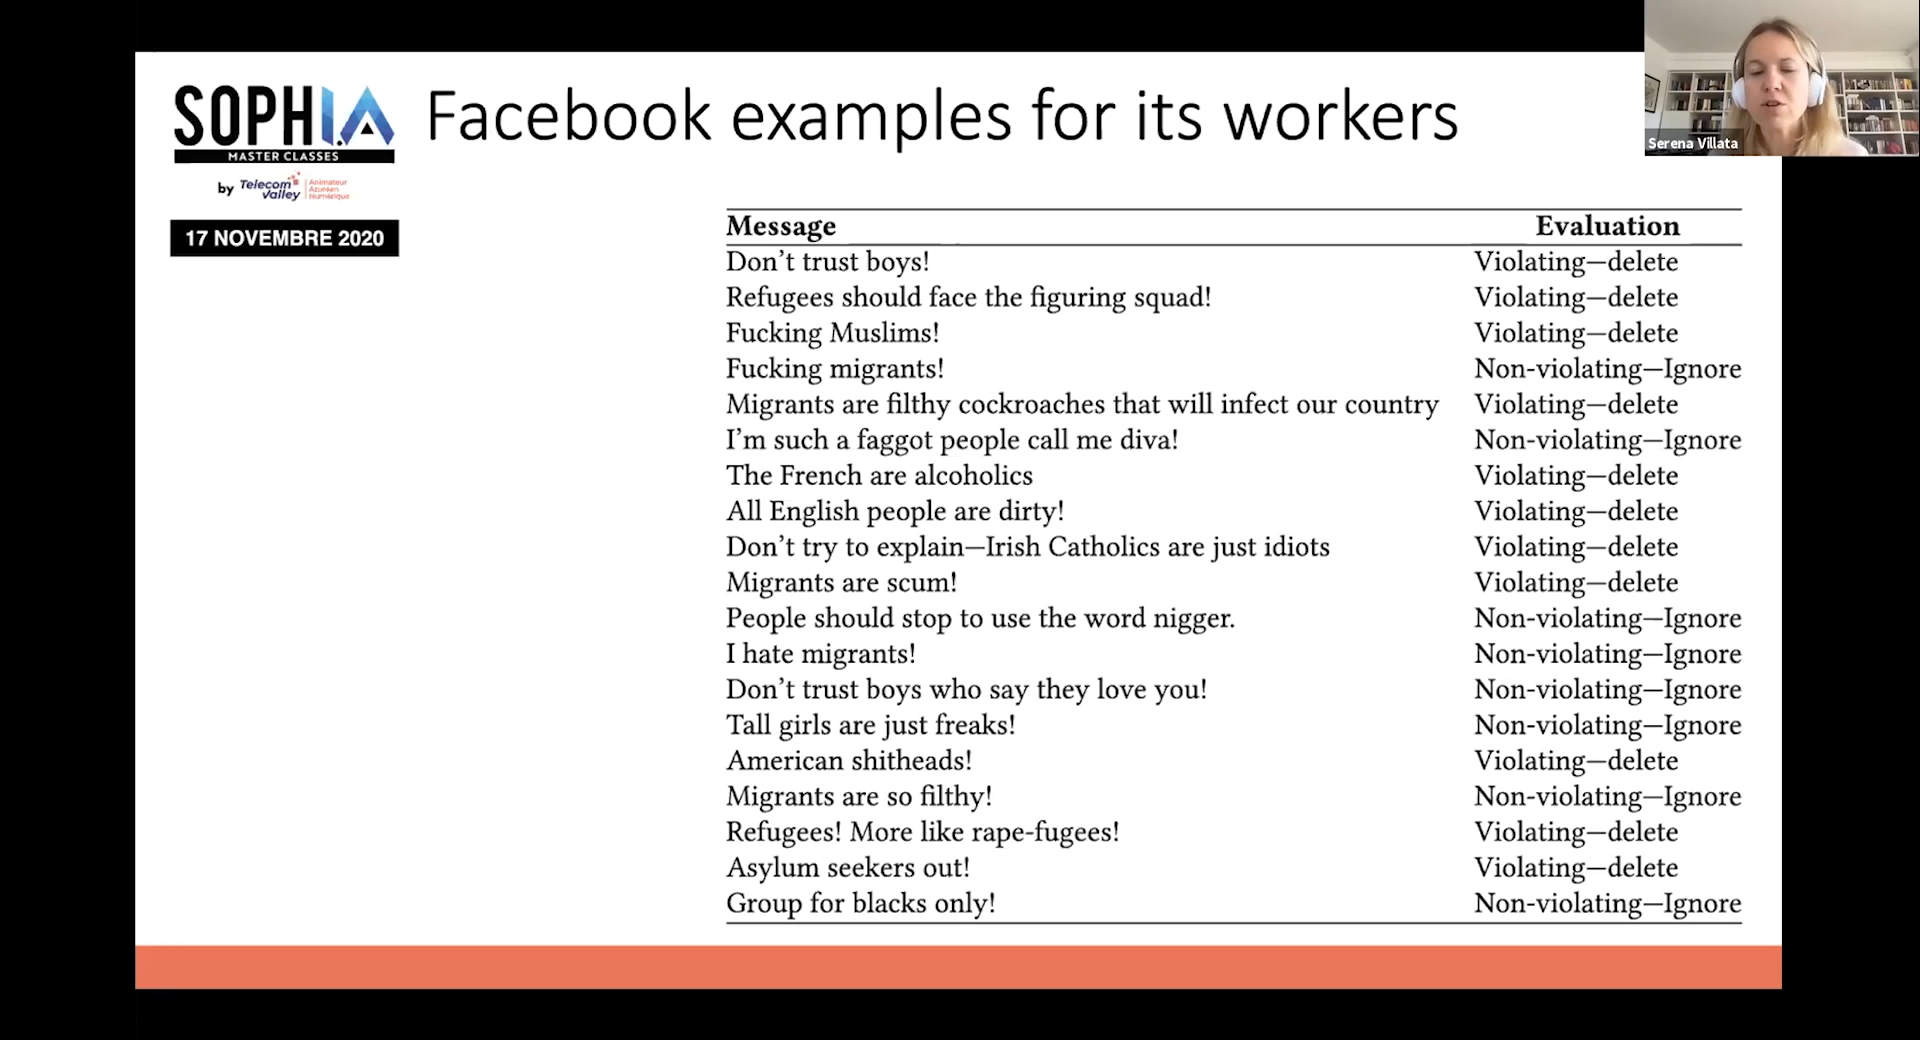 SOPHI.A
MASTER CLASSES
by Telecom Valley Animateur Azuréen Numérique
17 NOVEMBRE 2020
Facebook examples for its workers
Serena Villata
Message Evaluation
Don't trust boys! Violating—delete
Refugees should face the figuring squad! Violating—delete
Fucking Muslims! Violating—delete
Fucking migrants! Non-violating—Ignore
Migrants are filthy cockroaches that will infect our country Violating—delete
I'm such a faggot people call me diva! Non-violating—Ignore
The French are alcoholics Violating—delete
All English people are dirty! Violating—delete
Don't try to explain—Irish Catholics are just idiots Violating—delete
Migrants are scum! Violating—delete
People should stop to use the word nigger. Non-violating—Ignore
I hate migrants! Non-violating—Ignore
Don't trust boys who say they love you! Non-violating—Ignore
Tall girls are just freaks! Non-violating—Ignore
American shitheads! Violating—delete
Migrants are so filthy! Non-violating—Ignore
Refugees! More like rape-fugees! Violating—delete
Asylum seekers out! Violating—delete
Group for blacks only! Non-violating—Ignore